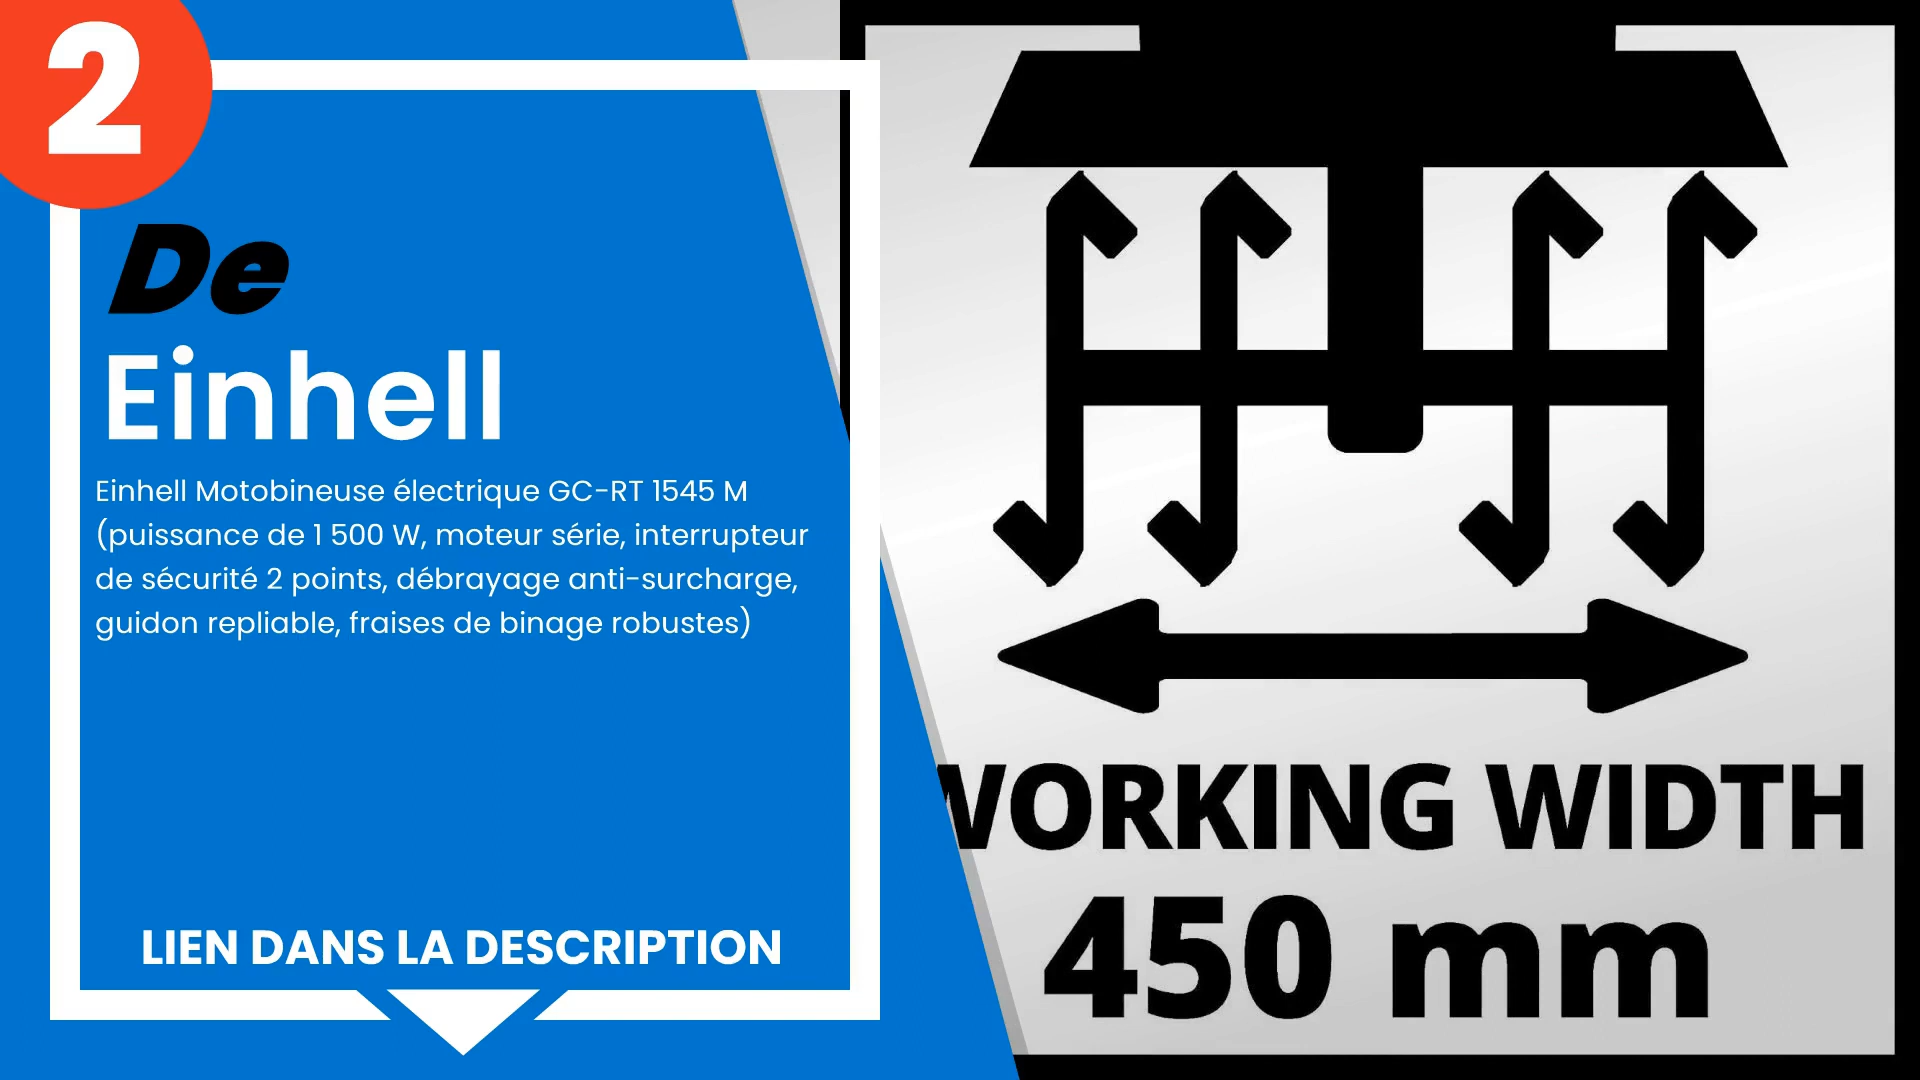 2
De
Einhell
Einhell Motobineuse électrique GC-RT 1545 M
(puissance de 1 500 W, moteur série, interrupteur
de sécurité 2 points, débrayage anti-surcharge,
guidon repliable, fraises de binage robustes)
LIEN DANS LA DESCRIPTION
WORKING WIDTH
450 mm